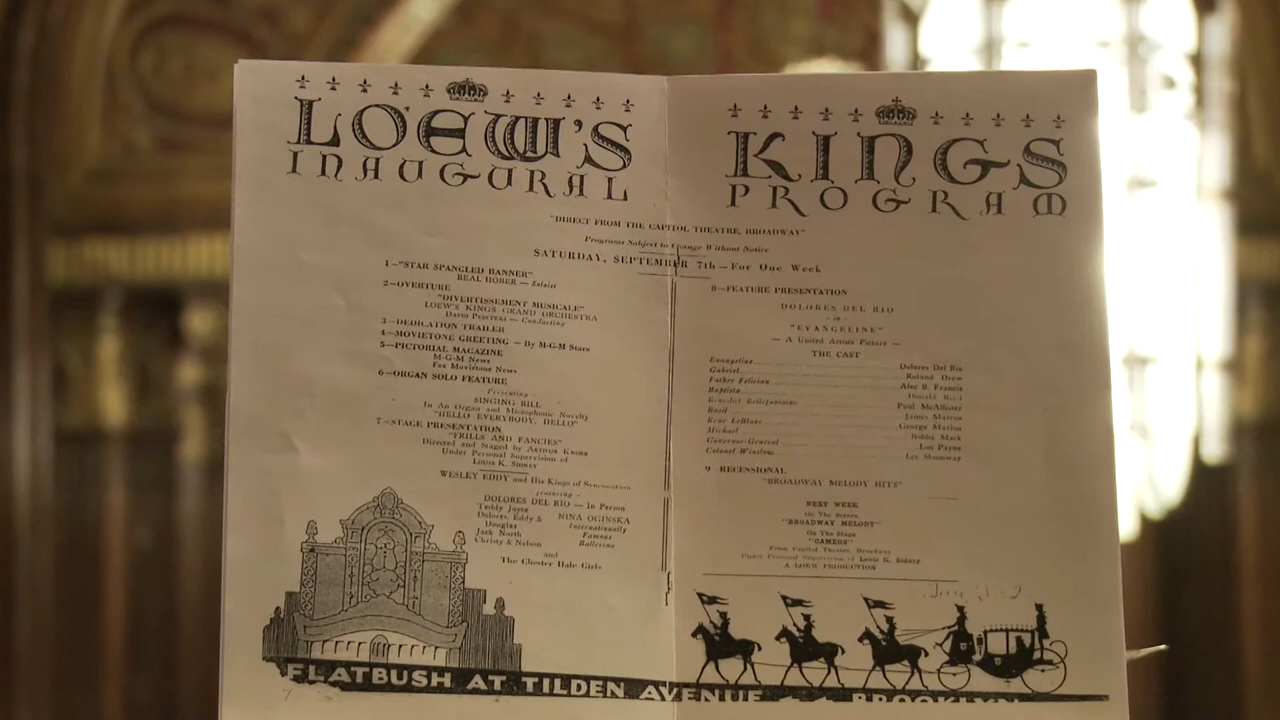 LOEW'S
INAUGURAL
KINGS
PROGRAM
"DIRECT FROM THE CAPITOL THEATRE, BROADWAY"
Programs Subject to Change Without Notice
SATURDAY, SEPTEMBER 7th — For One Week
1—"STAR SPANGLED BANNER"
BEAL HOBER — Soloist
2—OVERTURE
"DIVERTISSEMENT MUSICALE"
LOEW'S KINGS GRAND ORCHESTRA
DAVID PESETZKI — Conducting
3—DEDICATION TRAILER
4—MOVIETONE GREETING — By M-G-M Stars
5—PICTORIAL MAGAZINE
M-G-M News
Fox Movietone News
6—ORGAN SOLO FEATURE
Presenting—
SINGING BILL
In An Organ and Microphonic Novelty
"HELLO EVERYBODY, HELLO"
7—STAGE PRESENTATION
"FRILLS AND FANCIES"
Directed and Staged by ARTHUR KNORR
Under Personal Supervision of
LOUIS K. SIDNEY
WESLEY EDDY and His Kings of Syncopation
featuring -
DOLORES DEL RIO — In Person
Teddy Joyce
Dolores, Eddy &
Douglas
Jack North
Christy & Nelson
NINA OGINSKA
Internationally
Famous
Ballerina
and
The Chester Hale Girls
8—FEATURE PRESENTATION
DOLORES DEL RIO
- in -
"EVANGELINE"
— A United Artists Picture —
THE CAST
Evangeline Dolores Del Rio
Gabriel Roland Drew
Father Felician Alec B. Francis
Baptista Donald Reed
Benedict Bellefontaine Paul McAllister
Basil James Marcus
Rene LeBlanc George Marion
Michael Bobby Mack
Governor-General Lou Payne
Colonel Winslow Lee Shumway
9—RECESSIONAL
"BROADWAY MELODY HITS"
NEXT WEEK
On The Screen
"BROADWAY MELODY"
On The Stage
"CAMEOS"
From Capitol Theatre, Broadway
Under Personal Supervision of Louis K. Sidney
A LOEW PRODUCTION
FLATBUSH AT TILDEN AVENUE - - BROOKLYN